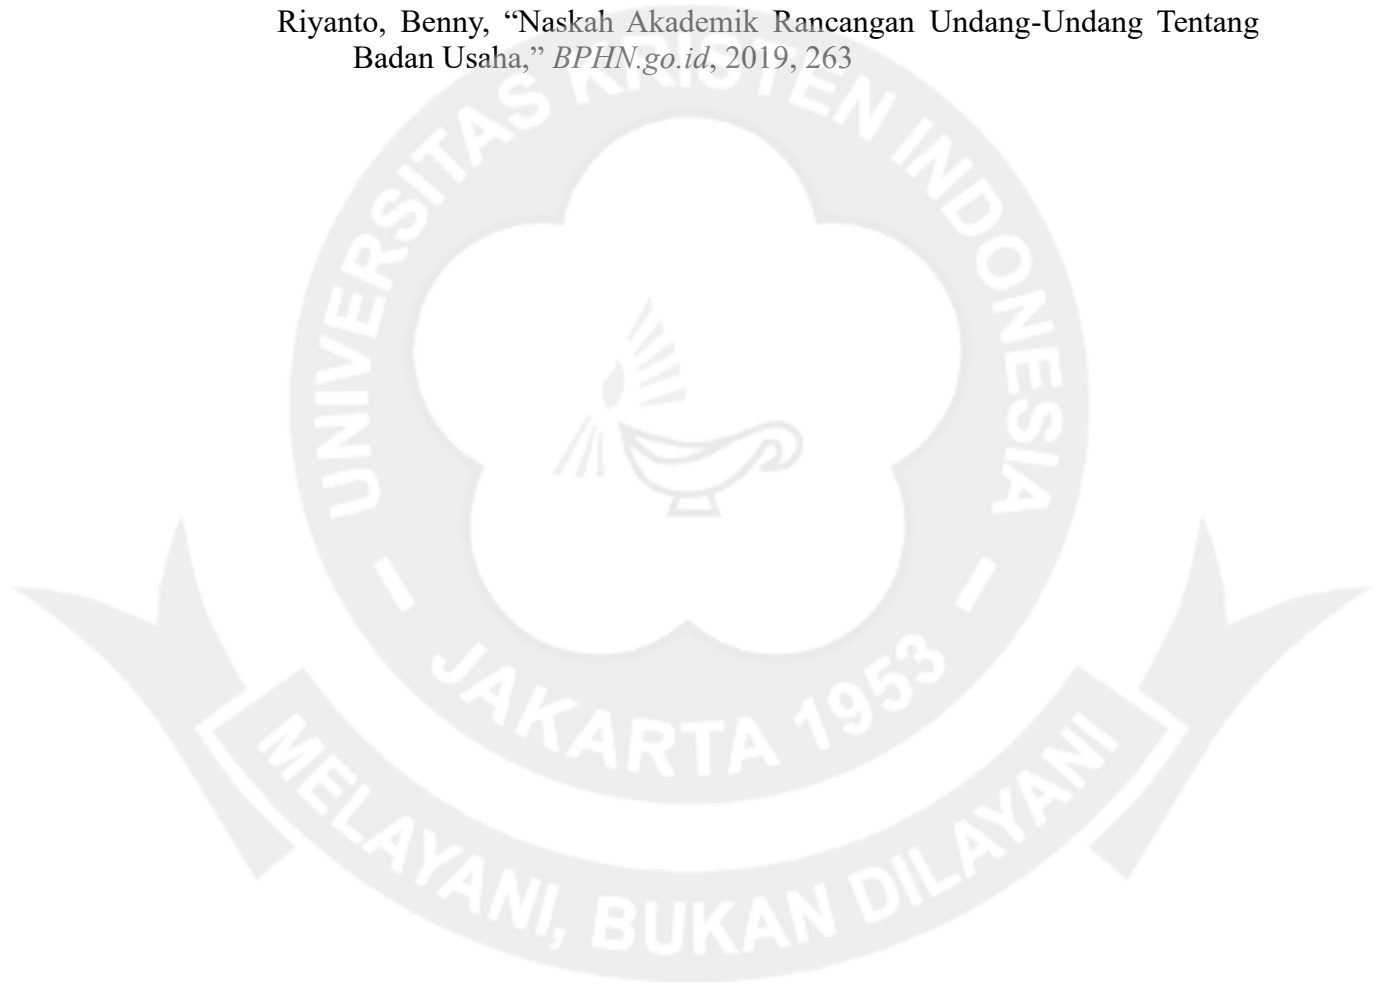 Riyanto, Benny, “Naskah Akademik Rancangan Undang-Undang Tentang
Badan Usaha,” BPHN.go.id, 2019, 263
UNIVERSITAS KRISTEN INDONESIA
JAKARTA 1953
MELAYANI, BUKAN DILAYANI